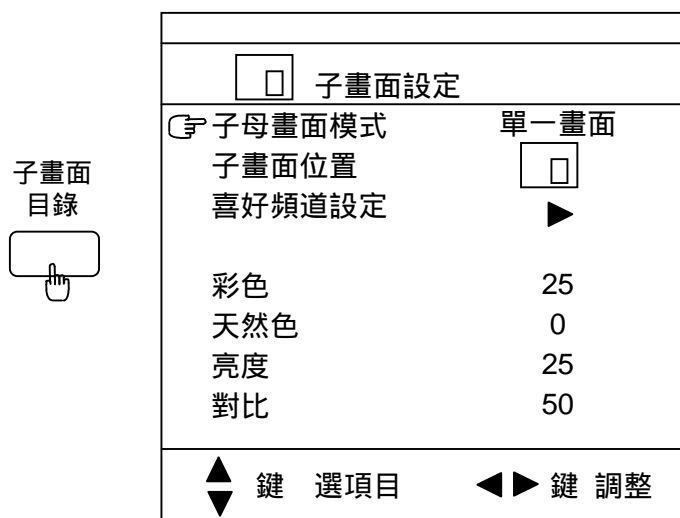 子畫面設定
子母畫面模式 單一畫面
子畫面位置
喜好頻道設定 ▶
子畫面
目錄
彩色 25
天然色 0
亮度 25
對比 50
▲▼ 鍵 選項目 ◀▶ 鍵 調整